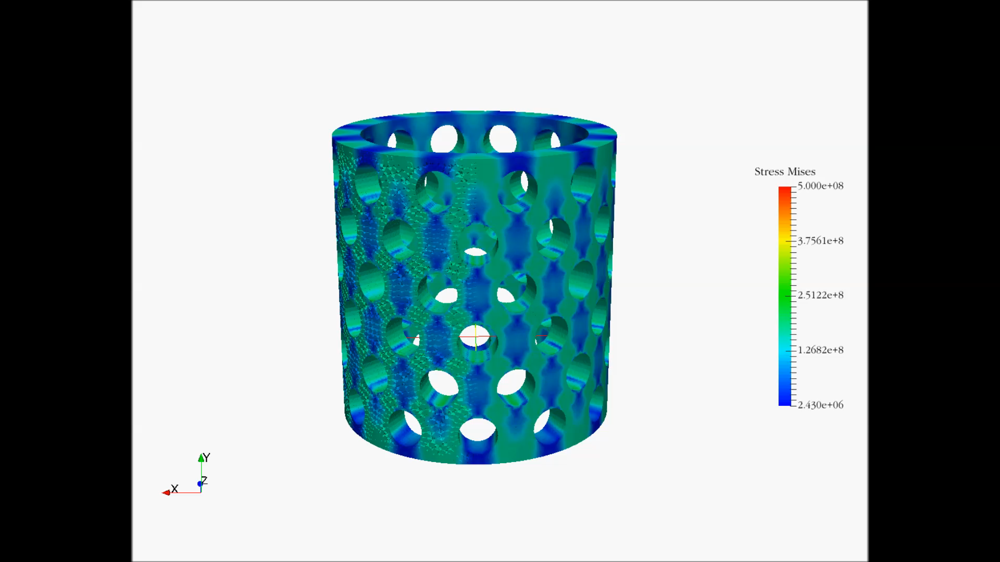 Stress Mises
5.000e+08
3.7561e+8
2.5122e+8
1.2682e+8
2.430e+06
Y
Z
X